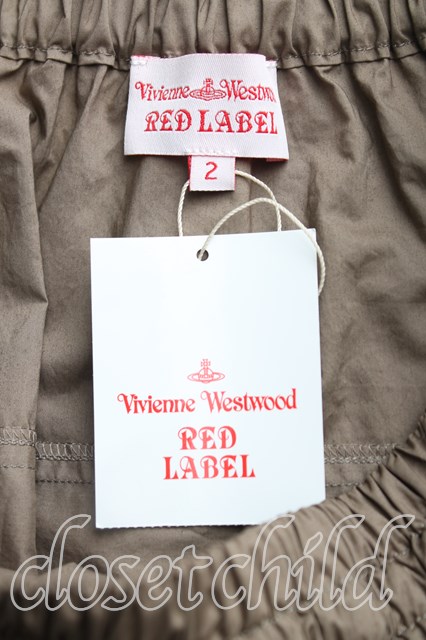 Vivienne Westwood
RED LABEL
2
Vivienne Westwood
RED
LABEL
closetchild